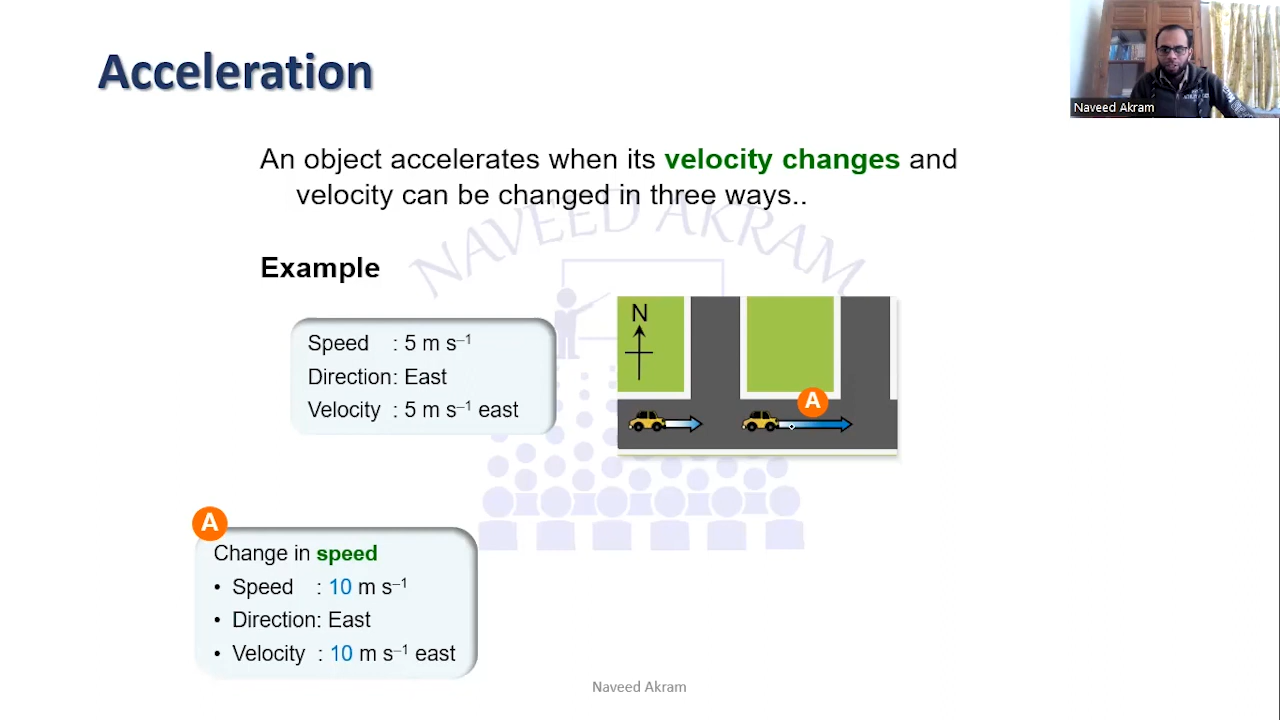 Acceleration
Naveed Akram
An object accelerates when its velocity changes and
velocity can be changed in three ways..
NAVEED AKRAM
Example
Speed : 5 m s⁻¹
Direction: East
Velocity : 5 m s⁻¹ east
N
A
A
Change in speed
• Speed : 10 m s⁻¹
• Direction: East
• Velocity : 10 m s⁻¹ east
Naveed Akram